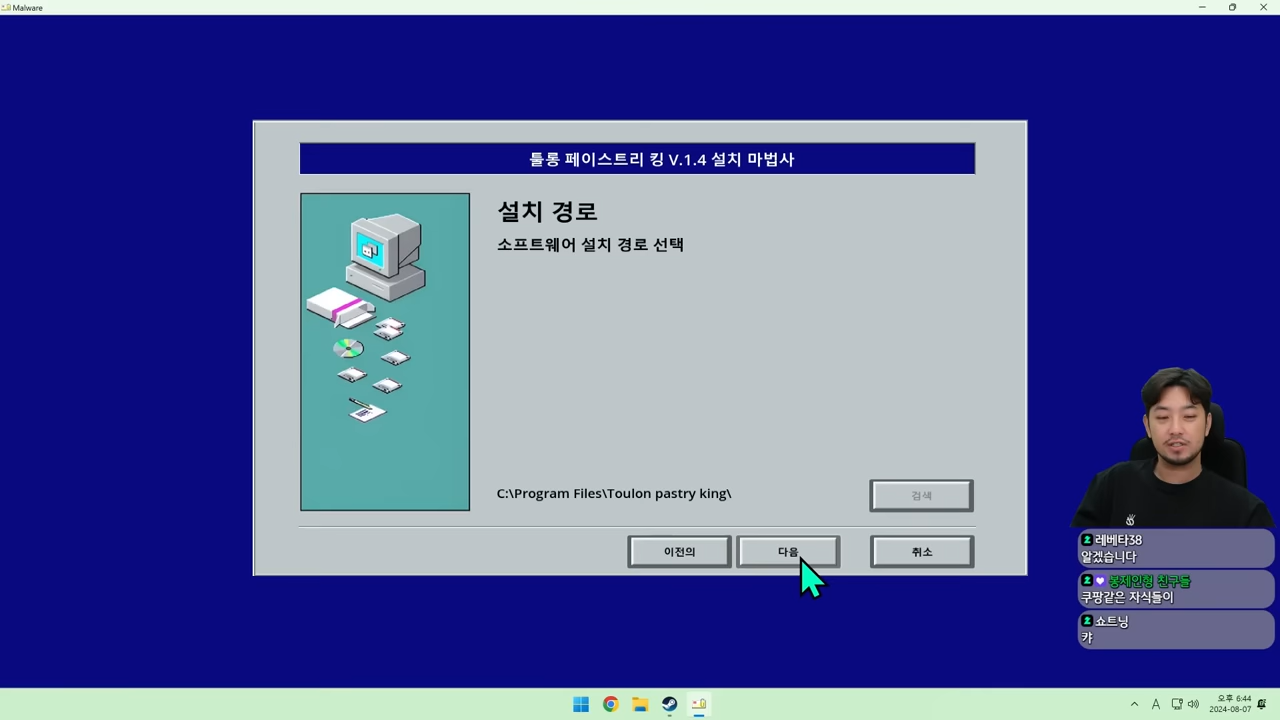 Malware
툴롱 페이스트리 킹 V.1.4 설치 마법사
설치 경로
소프트웨어 설치 경로 선택
C:\Program Files\Toulon pastry king\
검색
이전의
다음
취소
레베타38
알겠습니다
붕제인형 친구들
쿠팡같은 자식들이
쇼트닝
캬
A
오후 6:44
2024-08-07